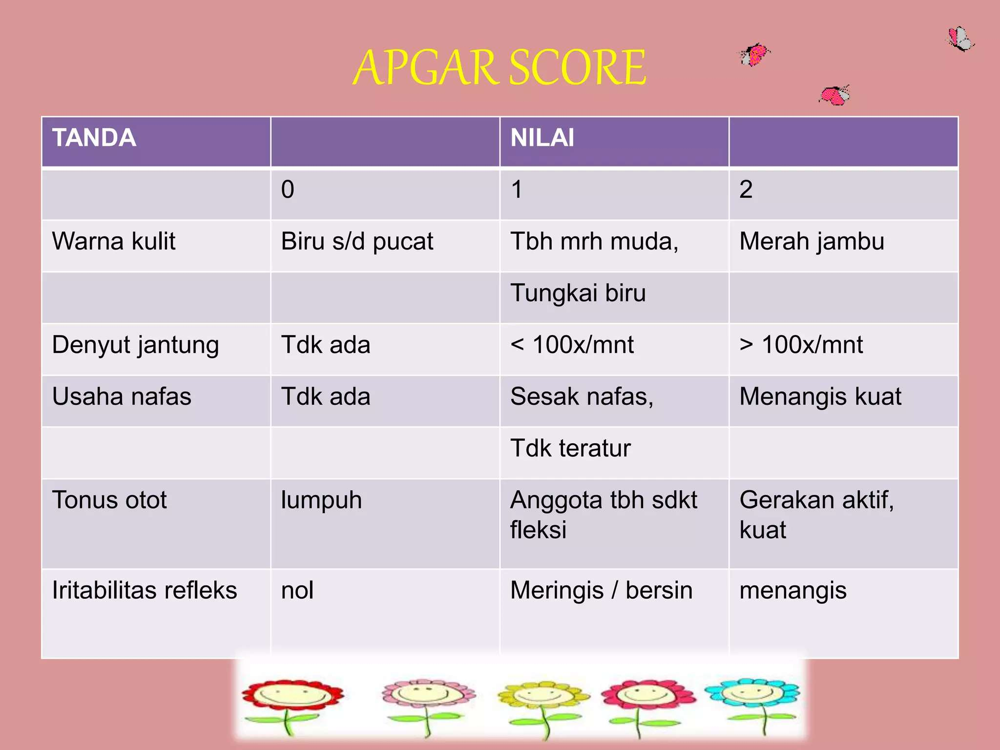 APGAR SCORE
TANDA NILAI
0 1 2
Warna kulit Biru s/d pucat Tbh mrh muda, Merah jambu
Tungkai biru
Denyut jantung Tdk ada < 100x/mnt > 100x/mnt
Usaha nafas Tdk ada Sesak nafas, Menangis kuat
Tdk teratur
Tonus otot lumpuh Anggota tbh sdkt Gerakan aktif,
fleksi kuat
Iritabilitas refleks nol Meringis / bersin menangis